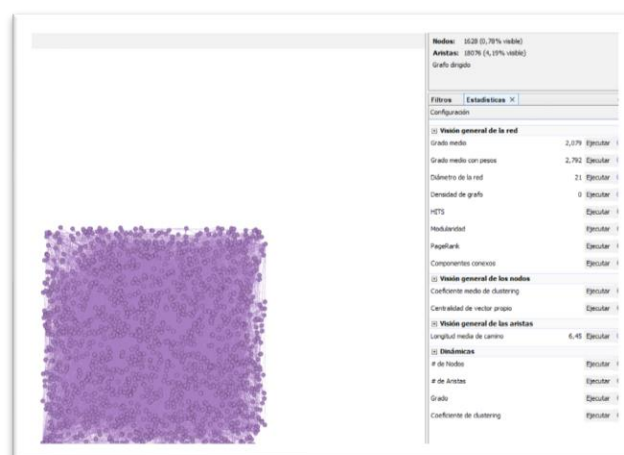 Nodos: 1628 (0,78% visible)
Aristas: 18076 (4,19% visible)
Grafo dirigido
Filtros Estadísticas ×
Configuración
Visión general de la red
Grado medio 2,079 Ejecutar
Grado medio con pesos 2,792 Ejecutar
Diámetro de la red 21 Ejecutar
Densidad de grafo 0 Ejecutar
HITS Ejecutar
Modularidad Ejecutar
PageRank Ejecutar
Componentes conexos Ejecutar
Visión general de los nodos
Coeficiente medio de clustering Ejecutar
Centralidad de vector propio Ejecutar
Visión general de las aristas
Longitud media de camino 6,45 Ejecutar
Dinámicas
# de Nodos Ejecutar
# de Aristas Ejecutar
Grado Ejecutar
Coeficiente de clustering Ejecutar